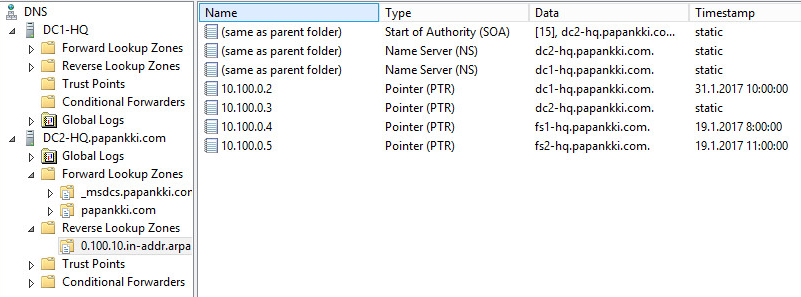 DNS
DC1-HQ
Forward Lookup Zones
Reverse Lookup Zones
Trust Points
Conditional Forwarders
Global Logs
DC2-HQ.papankki.com
Global Logs
Forward Lookup Zones
_msdcs.papankki.cor
papankki.com
Reverse Lookup Zones
0.100.10.in-addr.arpa
Trust Points
Conditional Forwarders
Name Type Data Timestamp
(same as parent folder) Start of Authority (SOA) [15], dc2-hq.papankki.co... static
(same as parent folder) Name Server (NS) dc2-hq.papankki.com. static
(same as parent folder) Name Server (NS) dc1-hq.papankki.com. static
10.100.0.2 Pointer (PTR) dc1-hq.papankki.com. 31.1.2017 10:00:00
10.100.0.3 Pointer (PTR) dc2-hq.papankki.com. static
10.100.0.4 Pointer (PTR) fs1-hq.papankki.com. 19.1.2017 8:00:00
10.100.0.5 Pointer (PTR) fs2-hq.papankki.com. 19.1.2017 11:00:00